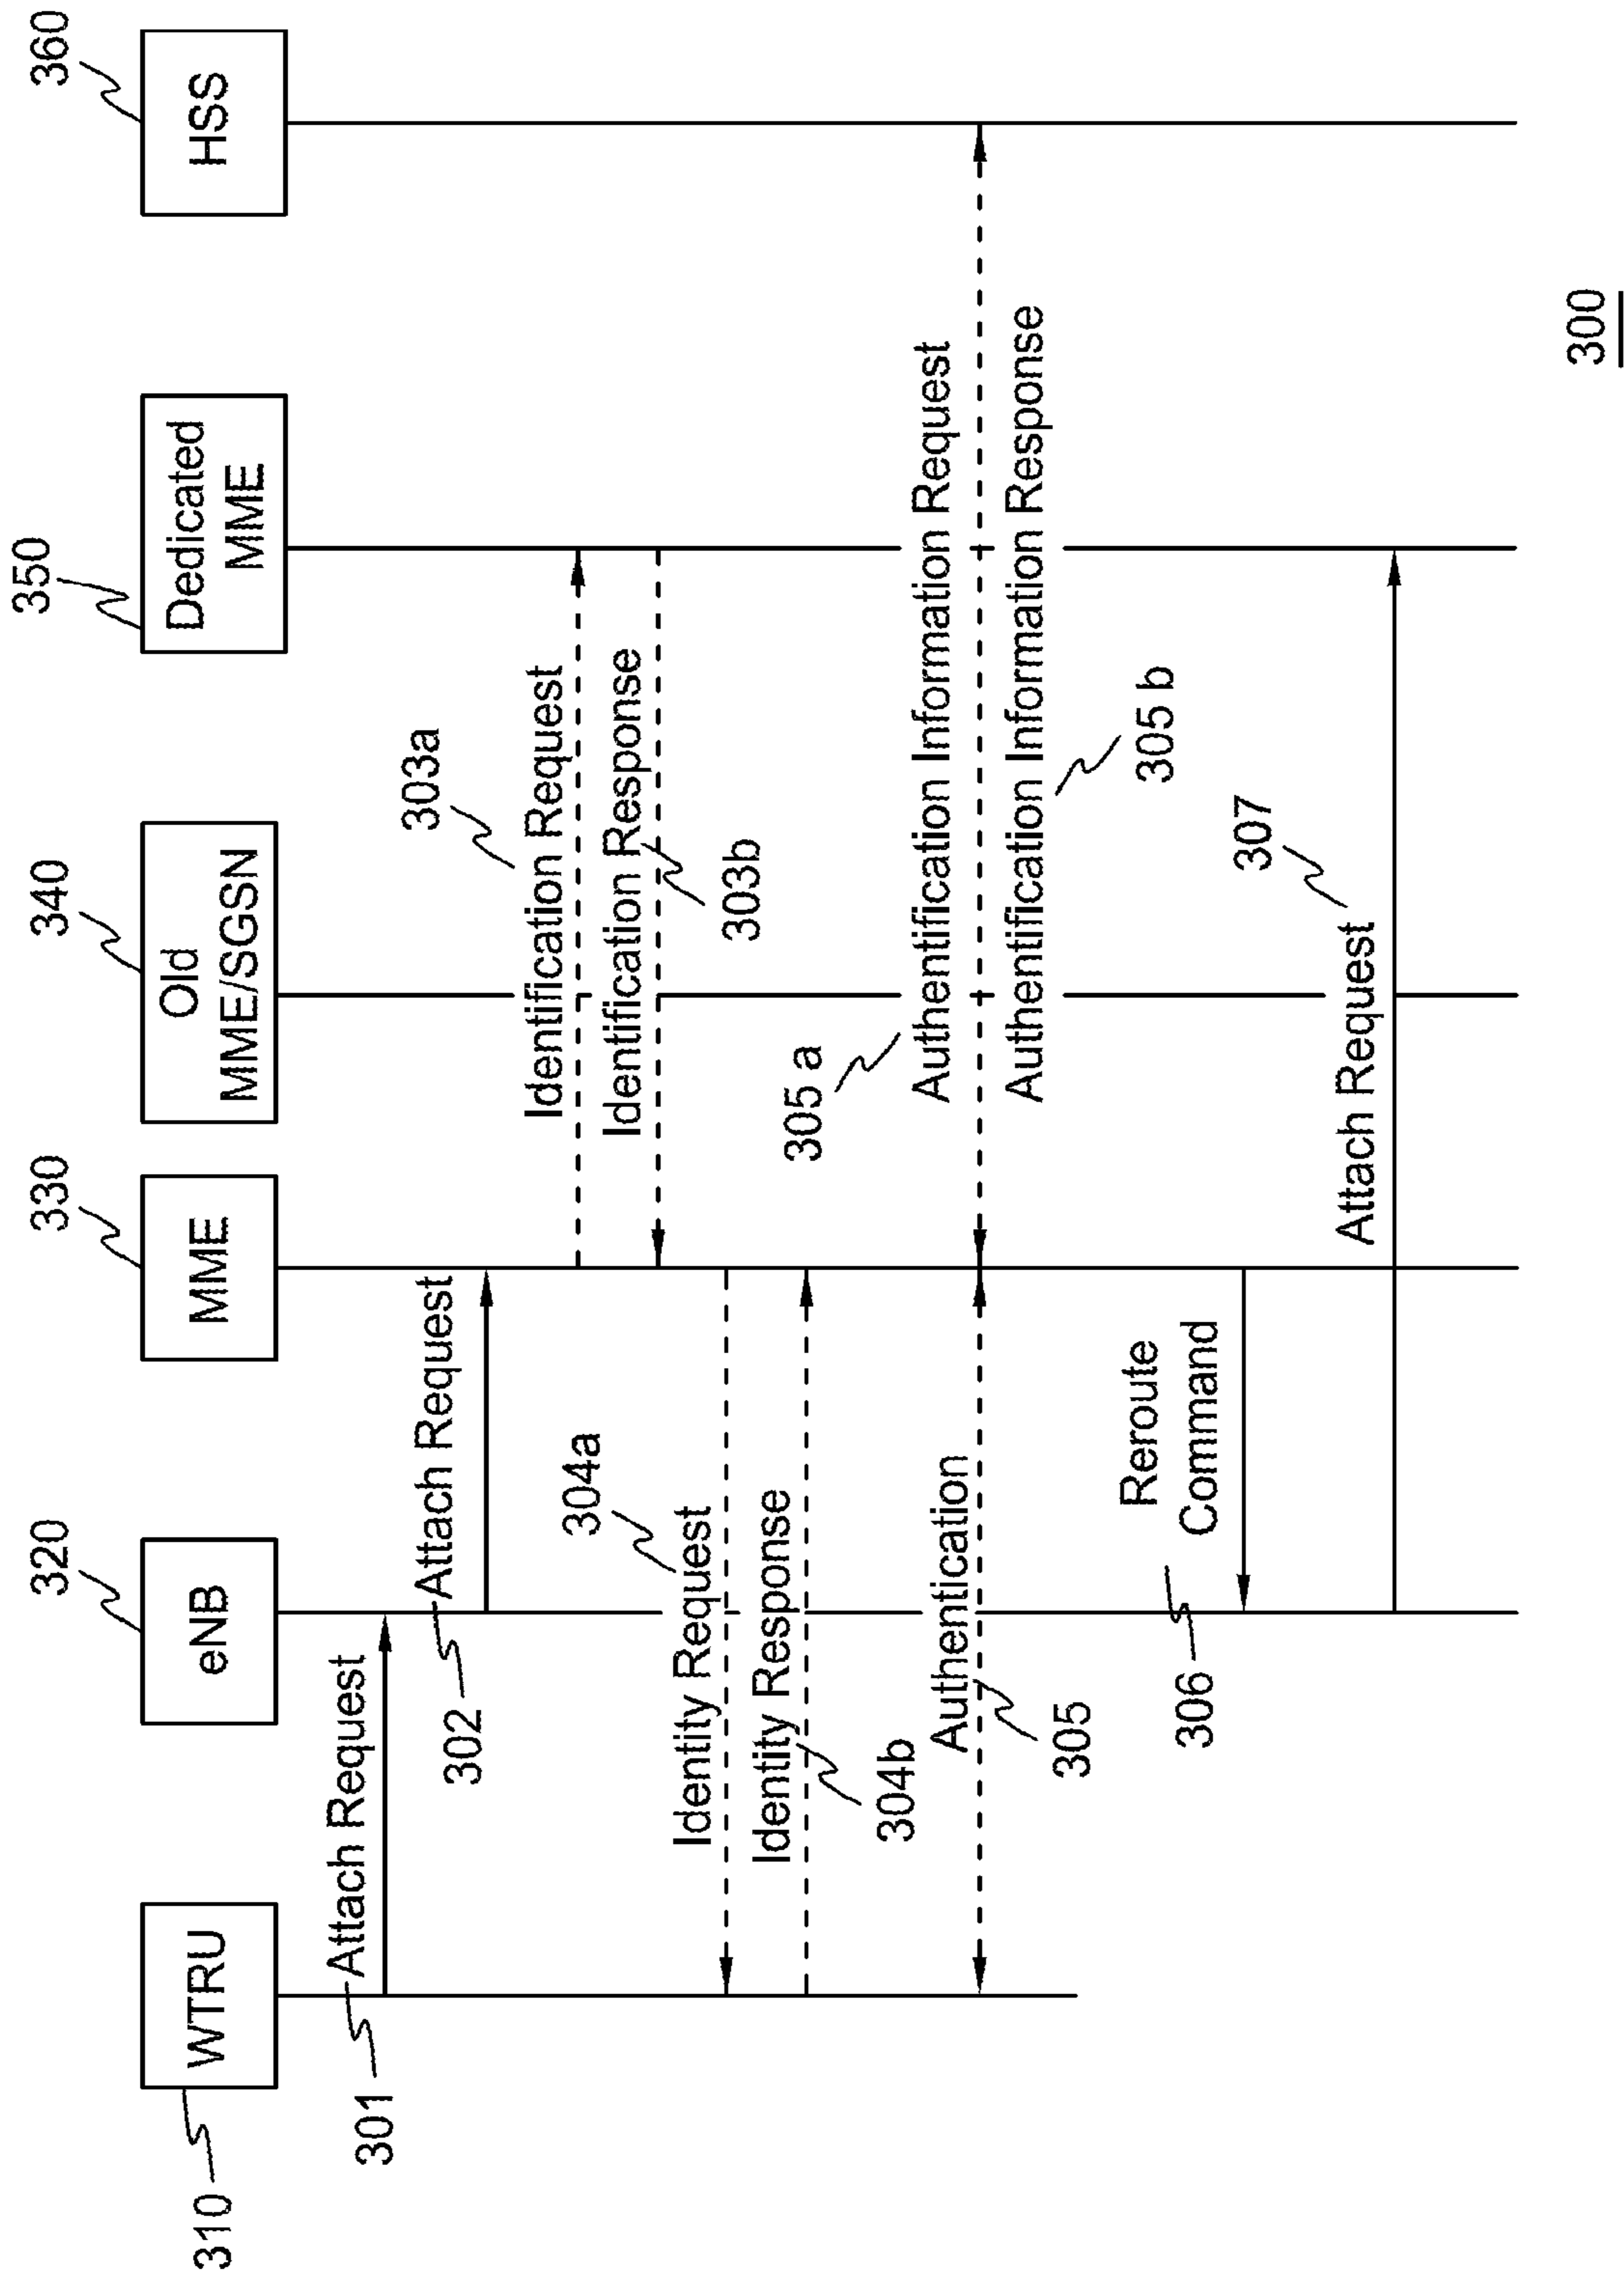 310
WTRU
320
eNB
330
MME
340
Old
MME/SGSN
350
Dedicated
MME
360
HSS
301
Attach Request
302
Attach Request
303a
Identification Request
Identification Response
303b
304a
Identity Request
Identity Response
304b
305 a
Authentification Information Request
Authentication
305
Authentification Information Response
305 b
Reroute
Command
306
307
Attach Request
300